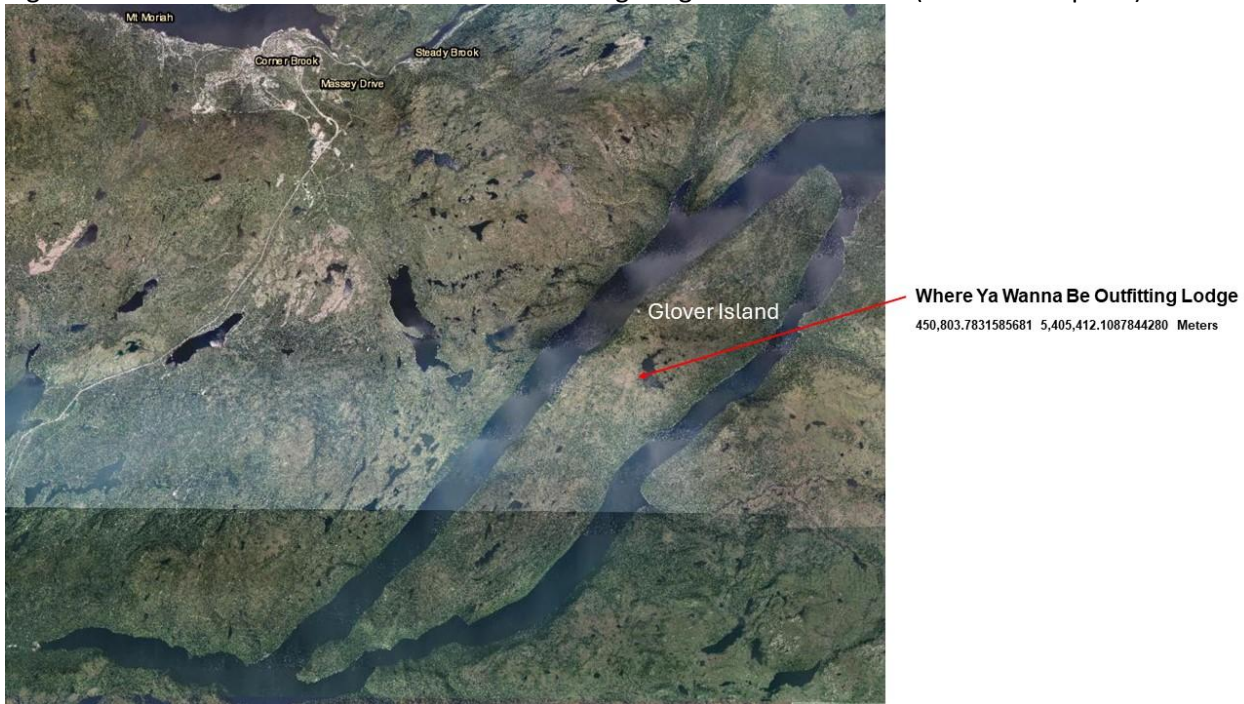 Mt Moriah
Corner Brook
Steady Brook
Massey Drive
Glover Island
Where Ya Wanna Be Outfitting Lodge
450,803.7831585681 5,405,412.1087844280 Meters